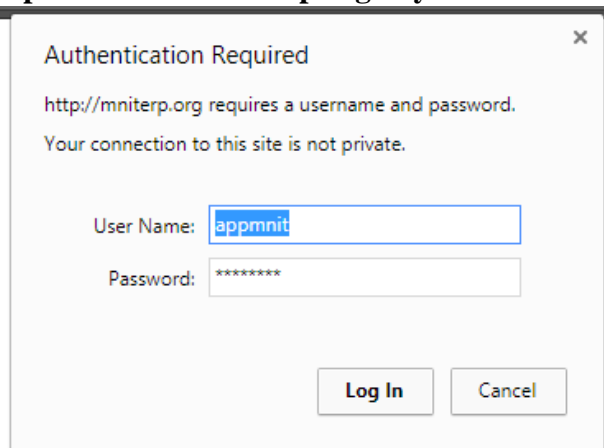 Authentication Required
×
http://mniterp.org requires a username and password.
Your connection to this site is not private.
User Name: appmnit
Password: ********
Log In Cancel